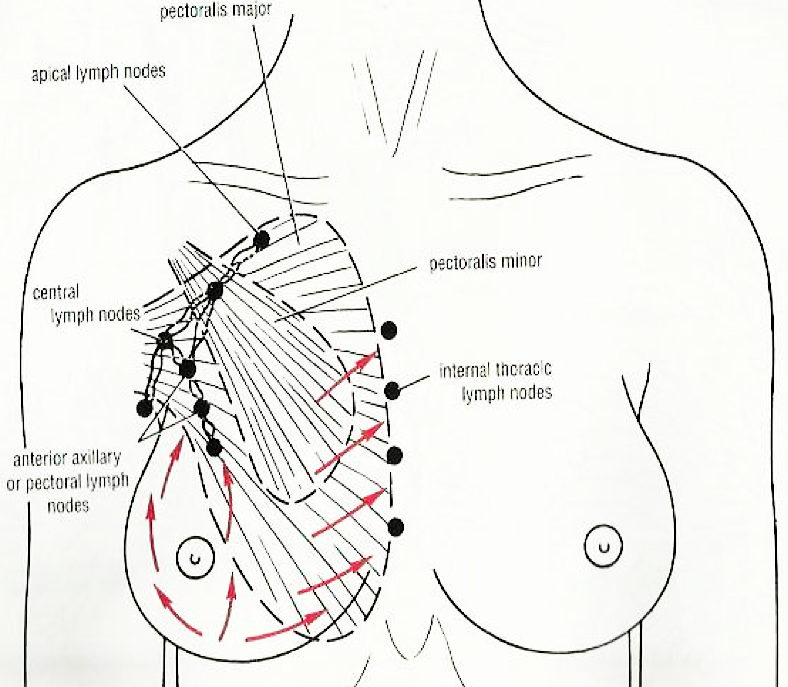 pectoralis major
apical lymph nodes
pectoralis minor
central
lymph nodes
internal thoracic
lymph nodes
anterior axillary
or pectoral lymph
nodes